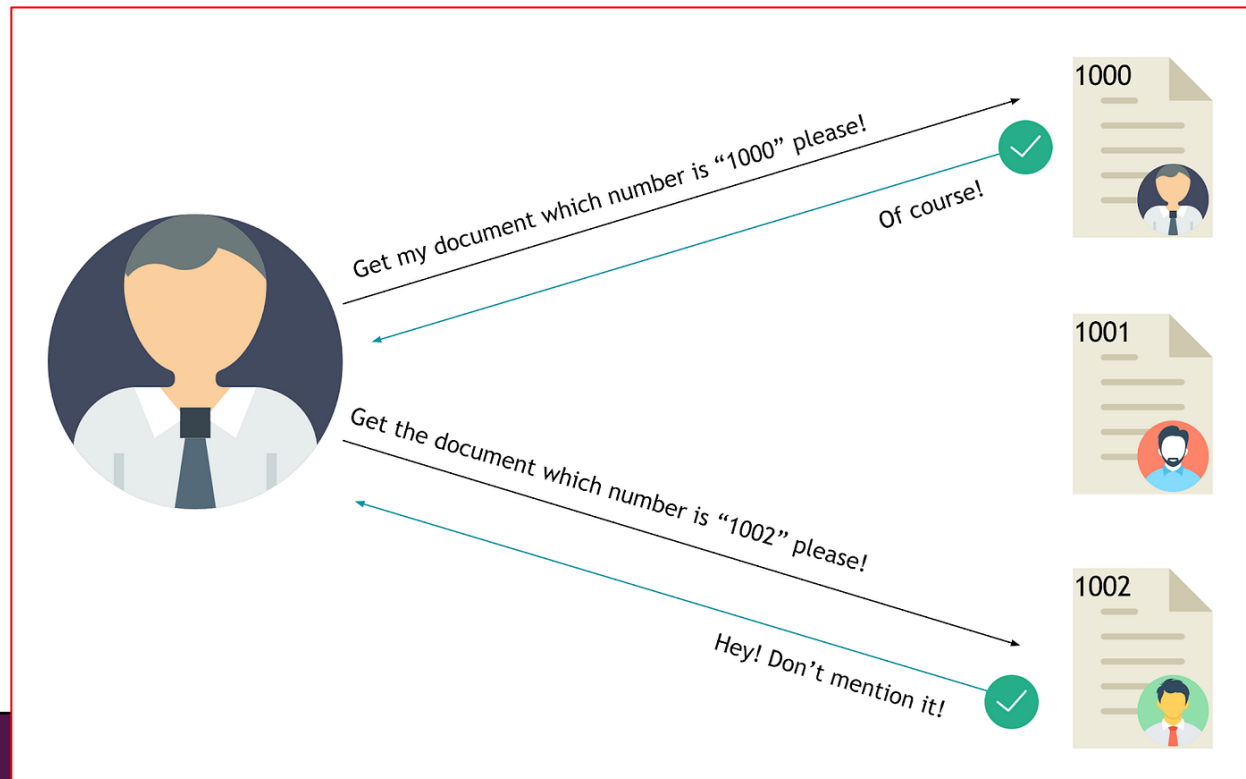 1000
Get my document which number is “1000” please!
Of course!
1001
Get the document which number is “1002” please!
1002
Hey! Don’t mention it!